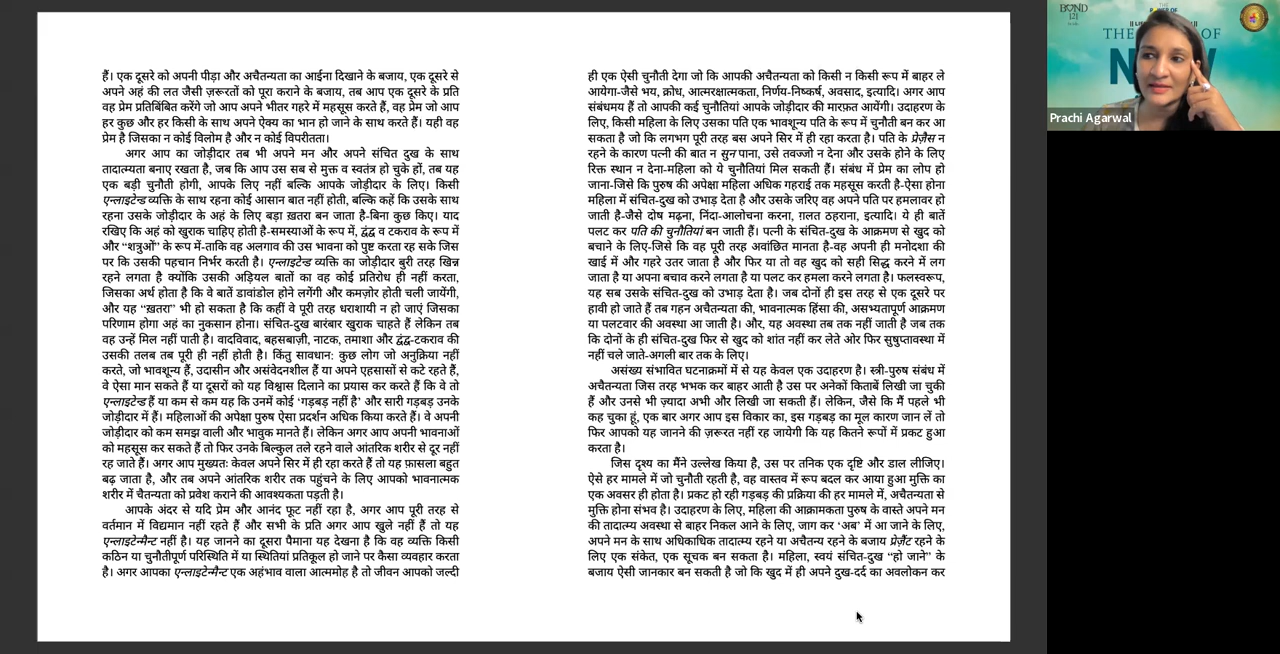 हैं। एक दूसरे को अपनी पीड़ा और अचैतन्यता का आईना दिखाने के बजाय, एक दूसरे से
अपने अहं की लत जैसी ज़रूरतों को पूरा कराने के बजाय, तब आप एक दूसरे के प्रति
वह प्रेम प्रतिबिंबित करेंगे जो आप अपने भीतर गहरे में महसूस करते हैं, वह प्रेम जो आप
हर कुछ और हर किसी के साथ अपने ऐक्य का भान हो जाने के साथ करते हैं। यही वह
प्रेम है जिसका न कोई विलोम है और न कोई विपरीतता।
अगर आप का जोड़ीदार तब भी अपने मन और अपने संचित दुख के साथ
तादात्म्यता बनाए रखता है, जब कि आप उस सब से मुक्त व स्वतंत्र हो चुके हों, तब यह
एक बड़ी चुनौती होगी, आपके लिए नहीं बल्कि आपके जोड़ीदार के लिए। किसी
एन्लाइटेन्ड व्यक्ति के साथ रहना कोई आसान बात नहीं होती, बल्कि कहें कि उसके साथ
रहना उसके जोड़ीदार के अहं के लिए बड़ा ख़तरा बन जाता है-बिना कुछ किए। याद
रखिए कि अहं को खुराक चाहिए होती है-समस्याओं के रूप में, द्वंद्व व टकराव के रूप में
और “शत्रुओं” के रूप में-ताकि वह अलगाव की उस भावना को पुष्ट करता रह सके जिस
पर कि उसकी पहचान निर्भर करती है। एन्लाइटेन्ड व्यक्ति का जोड़ीदार बुरी तरह खिन्न
रहने लगता है क्योंकि उसकी अड़ियल बातों का वह कोई प्रतिरोध ही नहीं करता,
जिसका अर्थ होता है कि वे बातें डावांडोल होने लगेंगी और कमज़ोर होती चली जायेंगी,
और यह “ख़तरा” भी हो सकता है कि कहीं वे पूरी तरह धराशायी न हो जाएं जिसका
परिणाम होगा अहं का नुकसान होना। संचित-दुख बारंबार खुराक चाहते हैं लेकिन तब
वह उन्हें मिल नहीं पाती है। वादविवाद, बहसबाज़ी, नाटक, तमाशा और द्वंद्व-टकराव की
उसकी तलब तब पूरी ही नहीं होती है। किंतु सावधान: कुछ लोग जो अनुक्रिया नहीं
करते, जो भावशून्य हैं, उदासीन और असंवेदनशील हैं या अपने एहसासों से कटे रहते हैं,
वे ऐसा मान सकते हैं या दूसरों को यह विश्वास दिलाने का प्रयास कर करते हैं कि वे तो
एन्लाइटेन्ड हैं या कम से कम यह कि उनमें कोई ‘गड़बड़ नहीं है’ और सारी गड़बड़ उनके
जोड़ीदार में हैं। महिलाओं की अपेक्षा पुरुष ऐसा प्रदर्शन अधिक किया करते हैं। वे अपनी
जोड़ीदार को कम समझ वाली और भावुक मानते हैं। लेकिन अगर आप अपनी भावनाओं
को महसूस कर सकते हैं तो फिर उनके बिल्कुल तले रहने वाले आंतरिक शरीर से दूर नहीं
रह जाते हैं। अगर आप मुख्यतः केवल अपने सिर में ही रहा करते हैं तो यह फ़ासला बहुत
बढ़ जाता है, और तब अपने आंतरिक शरीर तक पहुंचने के लिए आपको भावनात्मक
शरीर में चैतन्यता को प्रवेश कराने की आवश्यकता पड़ती है।
आपके अंदर से यदि प्रेम और आनंद फूट नहीं रहा है, अगर आप पूरी तरह से
वर्तमान में विद्यमान नहीं रहते हैं और सभी के प्रति अगर आप खुले नहीं हैं तो यह
एन्लाइटेन्मैन्ट नहीं है। यह जानने का दूसरा पैमाना यह देखना है कि वह व्यक्ति किसी
कठिन या चुनौतीपूर्ण परिस्थिति में या स्थितियां प्रतिकूल हो जाने पर कैसा व्यवहार करता
है। अगर आपका एन्लाइटेन्मैन्ट एक अहंभाव वाला आत्ममोह है तो जीवन आपको जल्दी
ही एक ऐसी चुनौती देगा जो कि आपकी अचैतन्यता को किसी न किसी रूप में बाहर ले
आयेगा-जैसे भय, क्रोध, आत्मरक्षात्मकता, निर्णय-निष्कर्ष, अवसाद, इत्यादि। अगर आप
संबंधमय हैं तो आपकी कई चुनौतियां आपके जोड़ीदार की मारफ़त आयेंगी। उदाहरण के
लिए, किसी महिला के लिए उसका पति एक भावशून्य पति के रूप में चुनौती बन कर आ
सकता है जो कि लगभग पूरी तरह बस अपने सिर में ही रहा करता है। पति के प्रेज़ैस न
रहने के कारण पत्नी की बात न सुन पाना, उसे तवज्जो न देना और उसके होने के लिए
रिक्त स्थान न देना-महिला को ये चुनौतियां मिल सकती हैं। संबंध में प्रेम का लोप हो
जाना-जिसे कि पुरुष की अपेक्षा महिला अधिक गहराई तक महसूस करती है-ऐसा होना
महिला में संचित-दुख को उभाड़ देता है और उसके जरिए वह अपने पति पर हमलावर हो
जाती है-जैसे दोष मढ़ना, निंदा-आलोचना करना, ग़लत ठहराना, इत्यादि। ये ही बातें
पलट कर पति की चुनौतियां बन जाती हैं। पत्नी के संचित-दुख के आक्रमण से खुद को
बचाने के लिए-जिसे कि वह पूरी तरह अवांछित मानता है-वह अपनी ही मनोदशा की
खाई में और गहरे उतर जाता है और फिर या तो वह खुद को सही सिद्ध करने में लग
जाता है या अपना बचाव करने लगता है या पलट कर हमला करने लगता है। फलस्वरूप,
यह सब उसके संचित-दुख को उभाड़ देता है। जब दोनों ही इस तरह से एक दूसरे पर
हावी हो जाते हैं तब गहन अचैतन्यता की, भावनात्मक हिंसा की, असभ्यतापूर्ण आक्रमण
या पलटवार की अवस्था आ जाती है। और, यह अवस्था तब तक नहीं जाती है जब तक
कि दोनों के ही संचित-दुख फिर से खुद को शांत नहीं कर लेते ओर फिर सुषुप्तावस्था में
नहीं चले जाते-अगली बार तक के लिए।
असंख्य संभावित घटनाक्रमों में से यह केवल एक उदाहरण है। स्त्री-पुरुष संबंध में
अचैतन्यता जिस तरह भभक कर बाहर आती है उस पर अनेकों किताबें लिखी जा चुकी
हैं और उनसे भी ज़्यादा अभी और लिखी जा सकती हैं। लेकिन, जैसे कि मैं पहले भी
कह चुका हूं, एक बार अगर आप इस विकार का, इस गड़बड़ का मूल कारण जान लें तो
फिर आपको यह जानने की ज़रूरत नहीं रह जायेगी कि यह कितने रूपों में प्रकट हुआ
करता है।
जिस दृश्य का मैंने उल्लेख किया है, उस पर तनिक एक दृष्टि और डाल लीजिए।
ऐसे हर मामले में जो चुनौती रहती है, वह वास्तव में रूप बदल कर आया हुआ मुक्ति का
एक अवसर ही होता है। प्रकट हो रही गड़बड़ की प्रक्रिया की हर मामले में, अचैतन्यता से
मुक्ति होना संभव है। उदाहरण के लिए, महिला की आक्रामकता पुरुष के वास्ते अपने मन
की तादात्म्य अवस्था से बाहर निकल आने के लिए, जाग कर ‘अब’ में आ जाने के लिए,
अपने मन के साथ अधिकाधिक तादात्म्य रहने या अचैतन्य रहने के बजाय प्रेज़ैंट रहने के
लिए एक संकेत, एक सूचक बन सकता है। महिला, स्वयं संचित-दुख “हो जाने” के
बजाय ऐसी जानकार बन सकती है जो कि खुद में ही अपने दुख-दर्द का अवलोकन कर
BOND
THE
OF
Prachi Agarwal